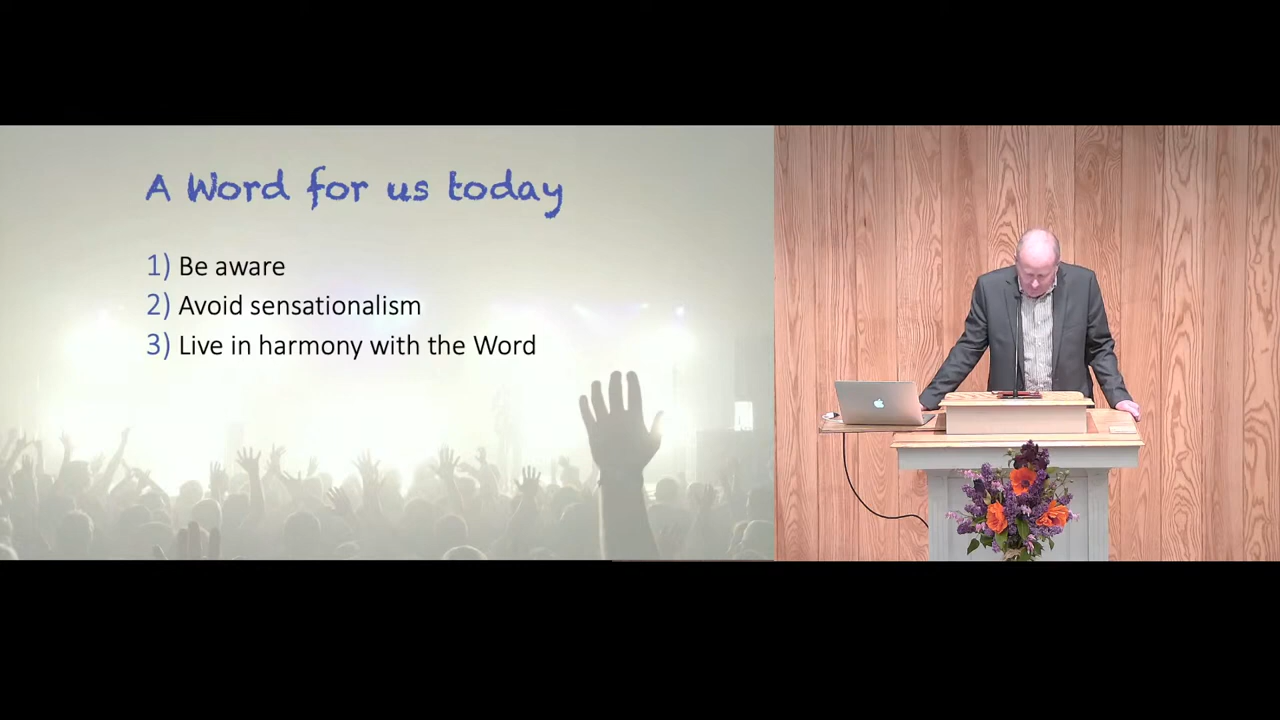 A Word for us today
1) Be aware
2) Avoid sensationalism
3) Live in harmony with the Word